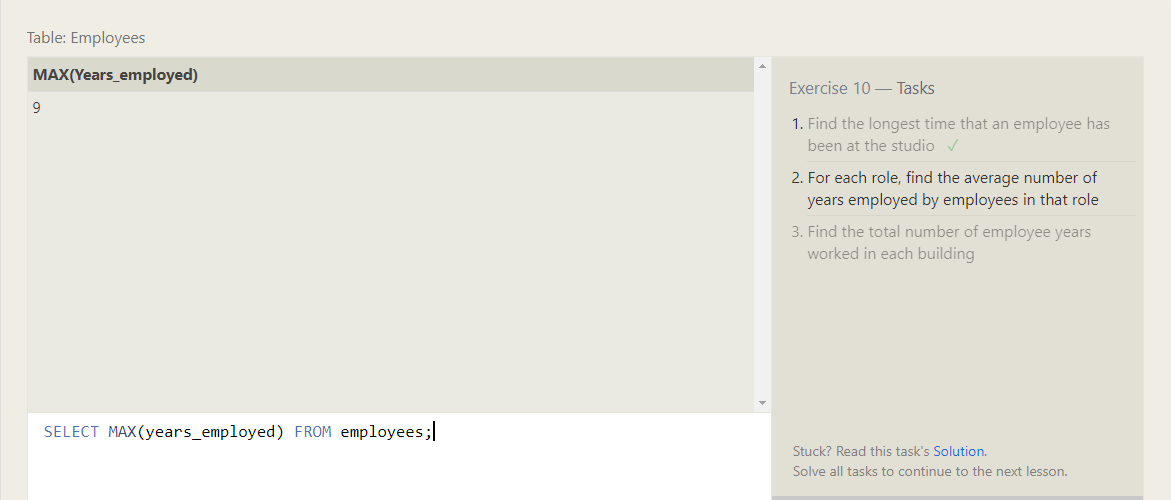 Table: Employees
MAX(Years_employed)
9
SELECT MAX(years_employed) FROM employees;
Exercise 10 — Tasks
1. Find the longest time that an employee has
been at the studio ✓
2. For each role, find the average number of
years employed by employees in that role
3. Find the total number of employee years
worked in each building
Stuck? Read this task's Solution.
Solve all tasks to continue to the next lesson.